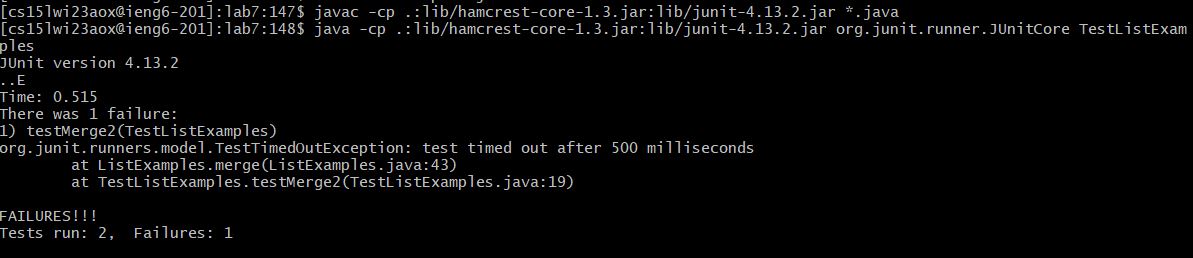 [cs15lwi23aox@ieng6-201]:lab7:147$ javac -cp .:lib/hamcrest-core-1.3.jar:lib/junit-4.13.2.jar *.java
[cs15lwi23aox@ieng6-201]:lab7:148$ java -cp .:lib/hamcrest-core-1.3.jar:lib/junit-4.13.2.jar org.junit.runner.JUnitCore TestListExam
ples
JUnit version 4.13.2
..E
Time: 0.515
There was 1 failure:
1) testMerge2(TestListExamples)
org.junit.runners.model.TestTimedOutException: test timed out after 500 milliseconds
        at ListExamples.merge(ListExamples.java:43)
        at TestListExamples.testMerge2(TestListExamples.java:19)

FAILURES!!!
Tests run: 2,  Failures: 1